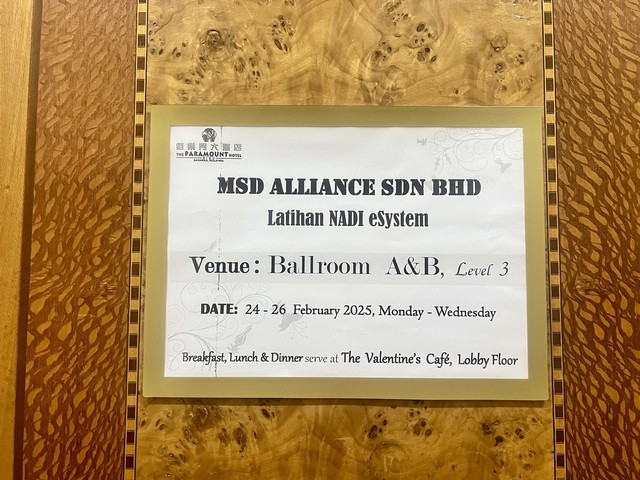 THE PARAMOUNT HOTEL
MSD ALLIANCE SDN BHD
Latihan NADI eSystem
Venue: Ballroom A&B, Level 3
DATE: 24 - 26 February 2025, Monday - Wednesday
Breakfast, Lunch & Dinner serve at The Valentine's Café, Lobby Floor